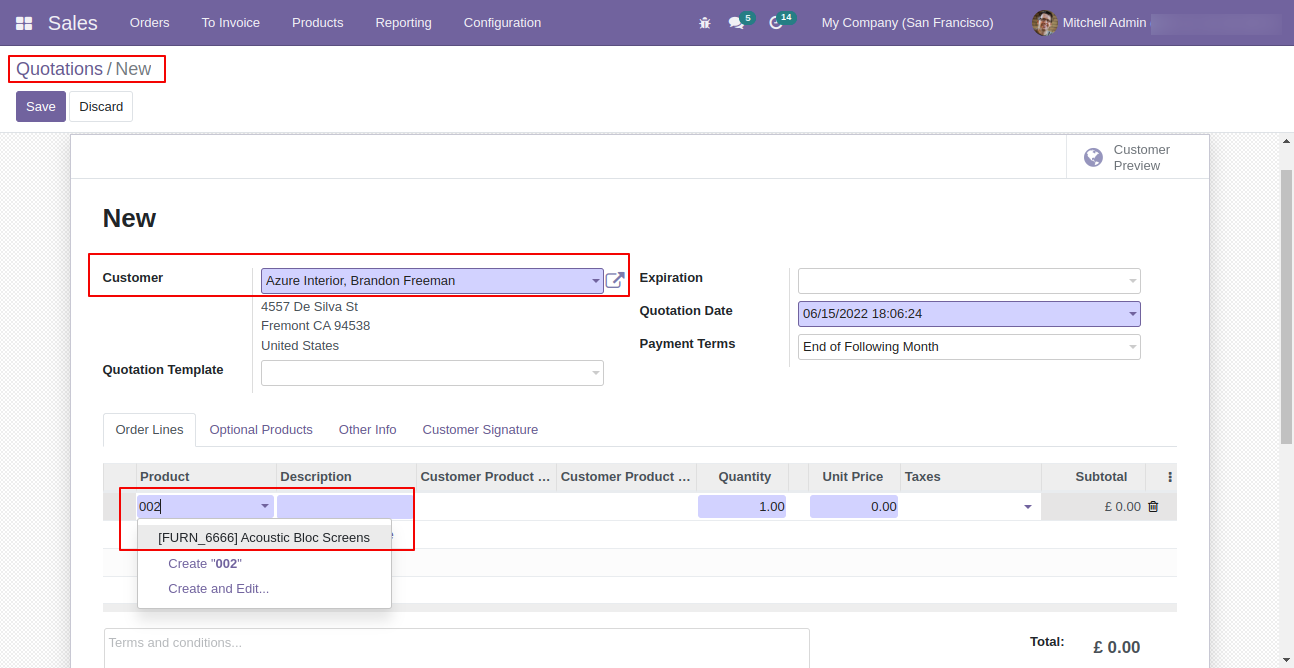 Sales Orders To Invoice Products Reporting Configuration 5 14 My Company (San Francisco) Mitchell Admin
Quotations / New
Save Discard
Customer Preview
New
Customer Azure Interior, Brandon Freeman
4557 De Silva St
Fremont CA 94538
United States
Quotation Template
Expiration
Quotation Date 06/15/2022 18:06:24
Payment Terms End of Following Month
Order Lines Optional Products Other Info Customer Signature
Product Description Customer Product ... Customer Product ... Quantity Unit Price Taxes Subtotal
002 1.00 0.00 £ 0.00
[FURN_6666] Acoustic Bloc Screens
Create "002"
Create and Edit...
Terms and conditions...
Total: £ 0.00